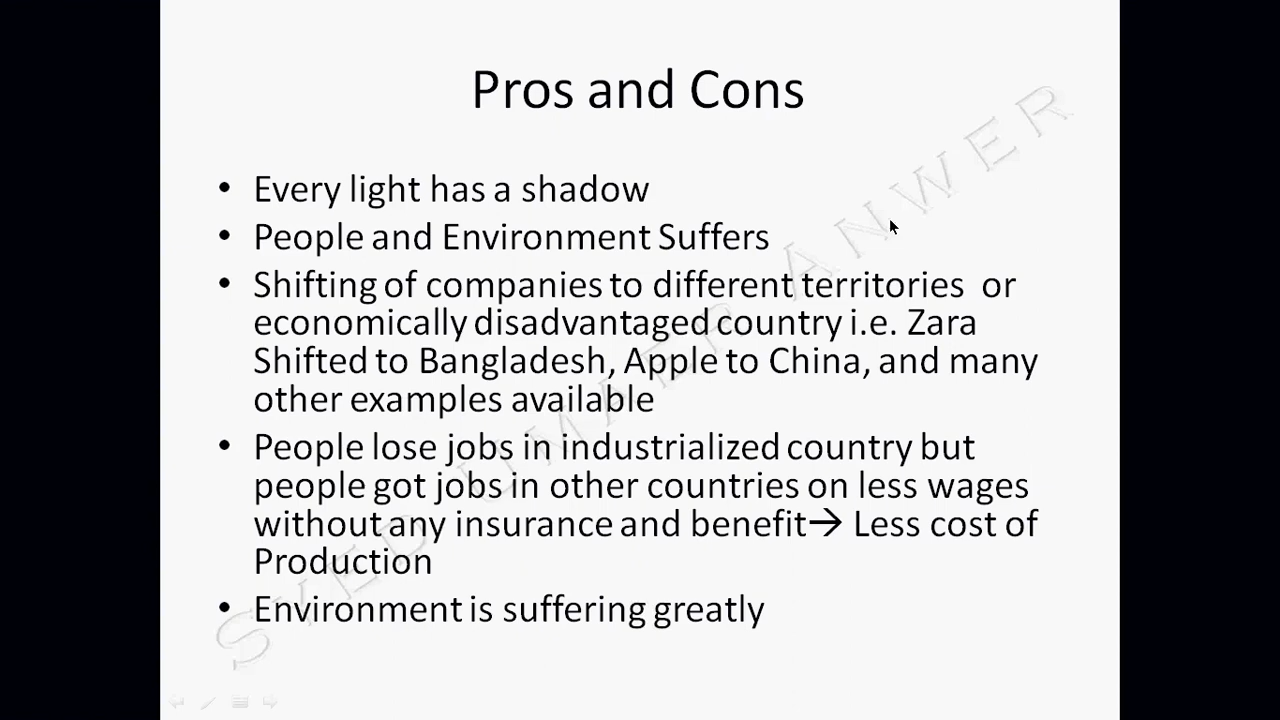 Pros and Cons
• Every light has a shadow
• People and Environment Suffers
• Shifting of companies to different territories  or
economically disadvantaged country i.e. Zara
Shifted to Bangladesh, Apple to China, and many
other examples available
• People lose jobs in industrialized country but
people got jobs in other countries on less wages
without any insurance and benefit→ Less cost of
Production
• Environment is suffering greatly
SYED UMAER ANWER